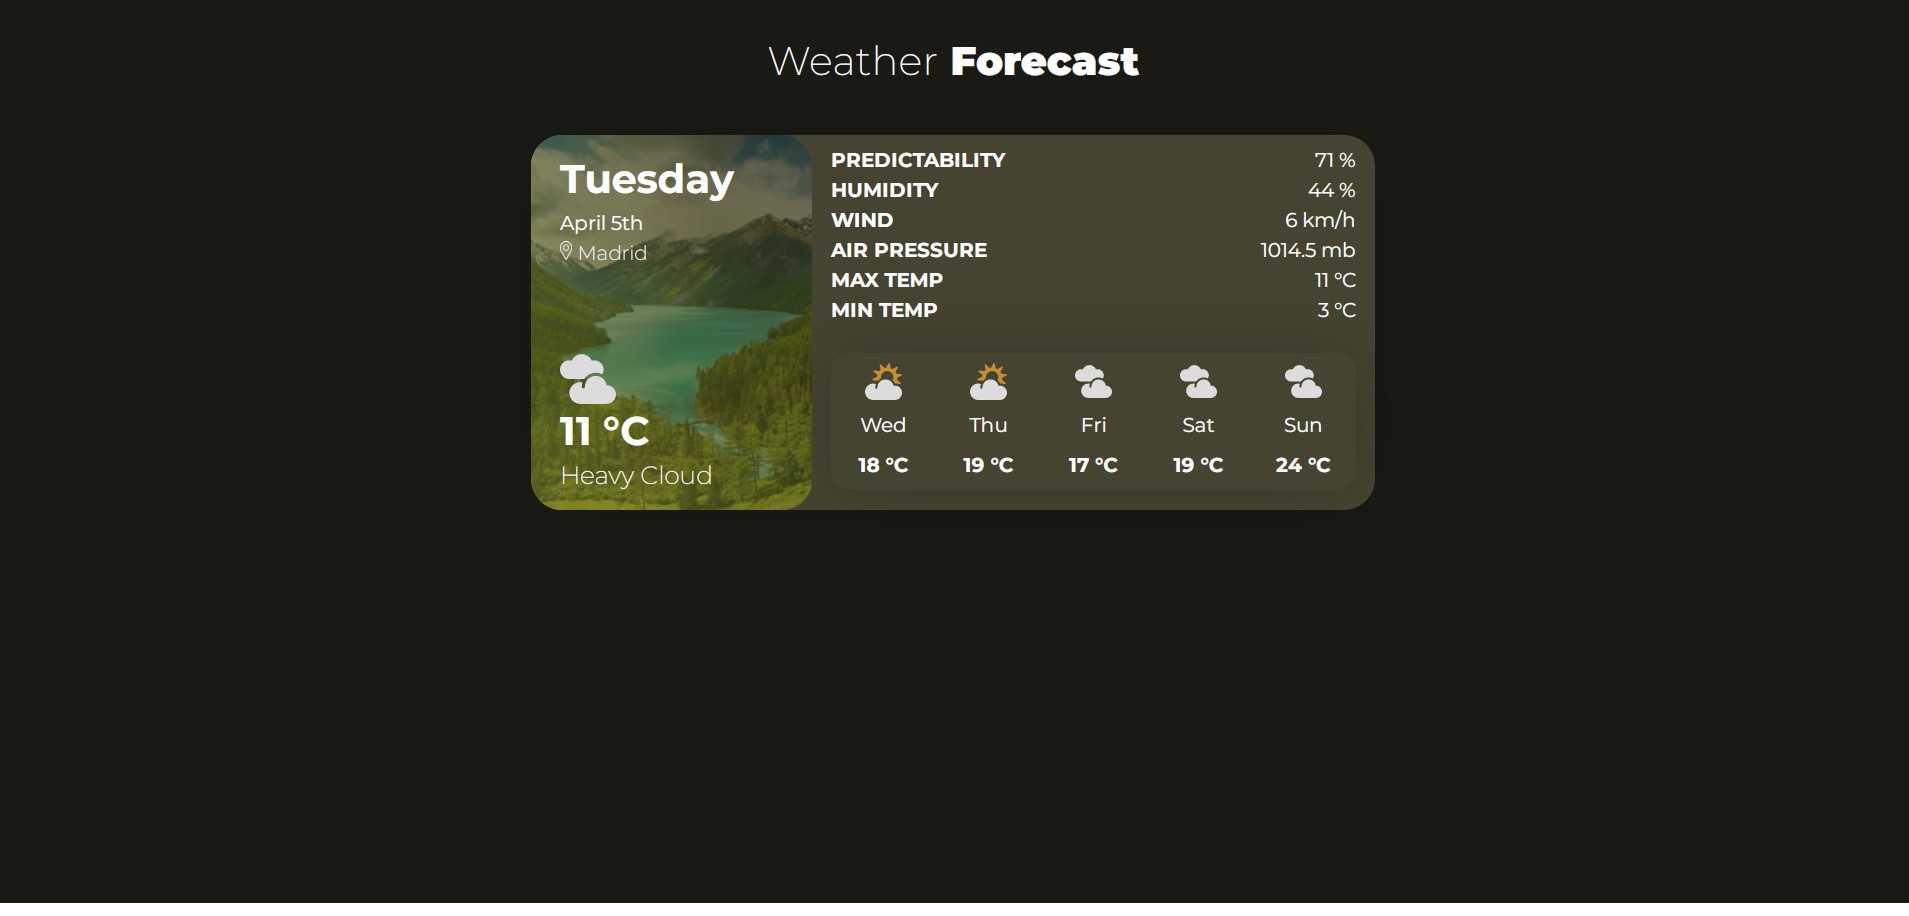 Weather Forecast
Tuesday
April 5th
Madrid
11 °C
Heavy Cloud
PREDICTABILITY 71 %
HUMIDITY 44 %
WIND 6 km/h
AIR PRESSURE 1014.5 mb
MAX TEMP 11 °C
MIN TEMP 3 °C
Wed Thu Fri Sat Sun
18 °C 19 °C 17 °C 19 °C 24 °C